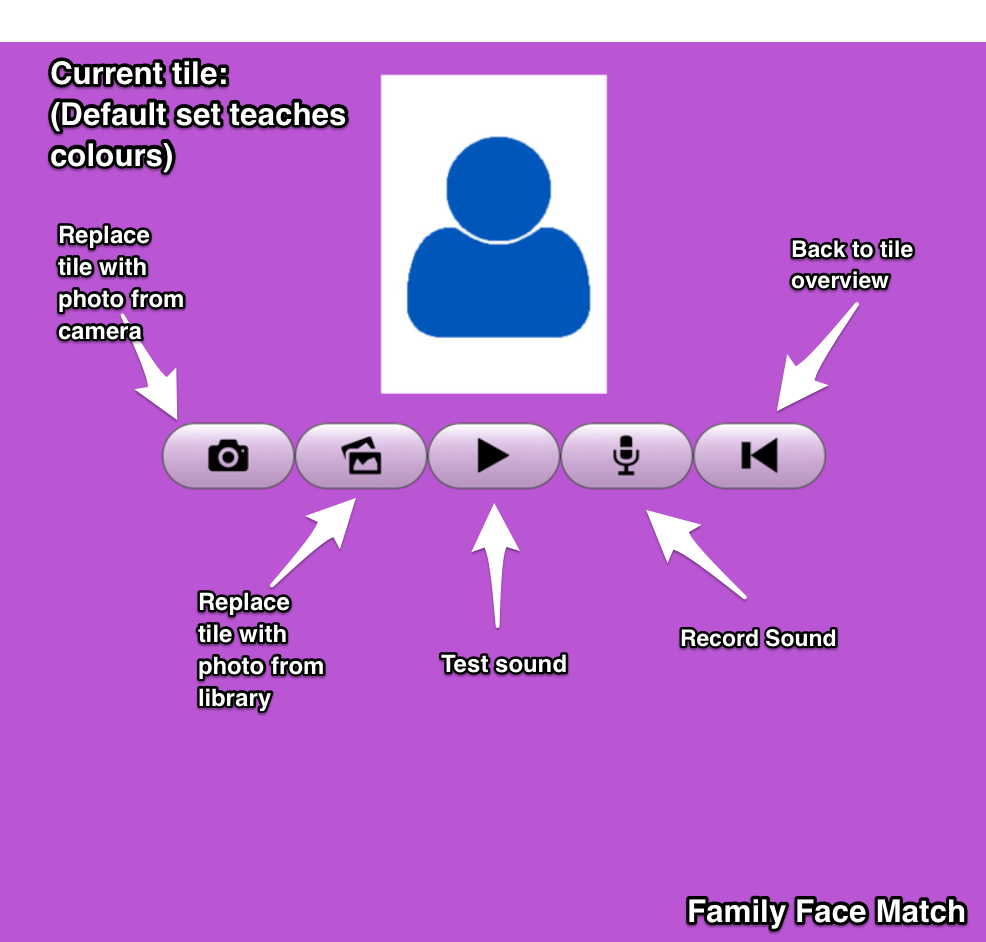 Current tile:
(Default set teaches
colours)
Replace
tile with
photo from
camera
Back to tile
overview
Replace
tile with
photo from
library
Test sound
Record Sound
Family Face Match